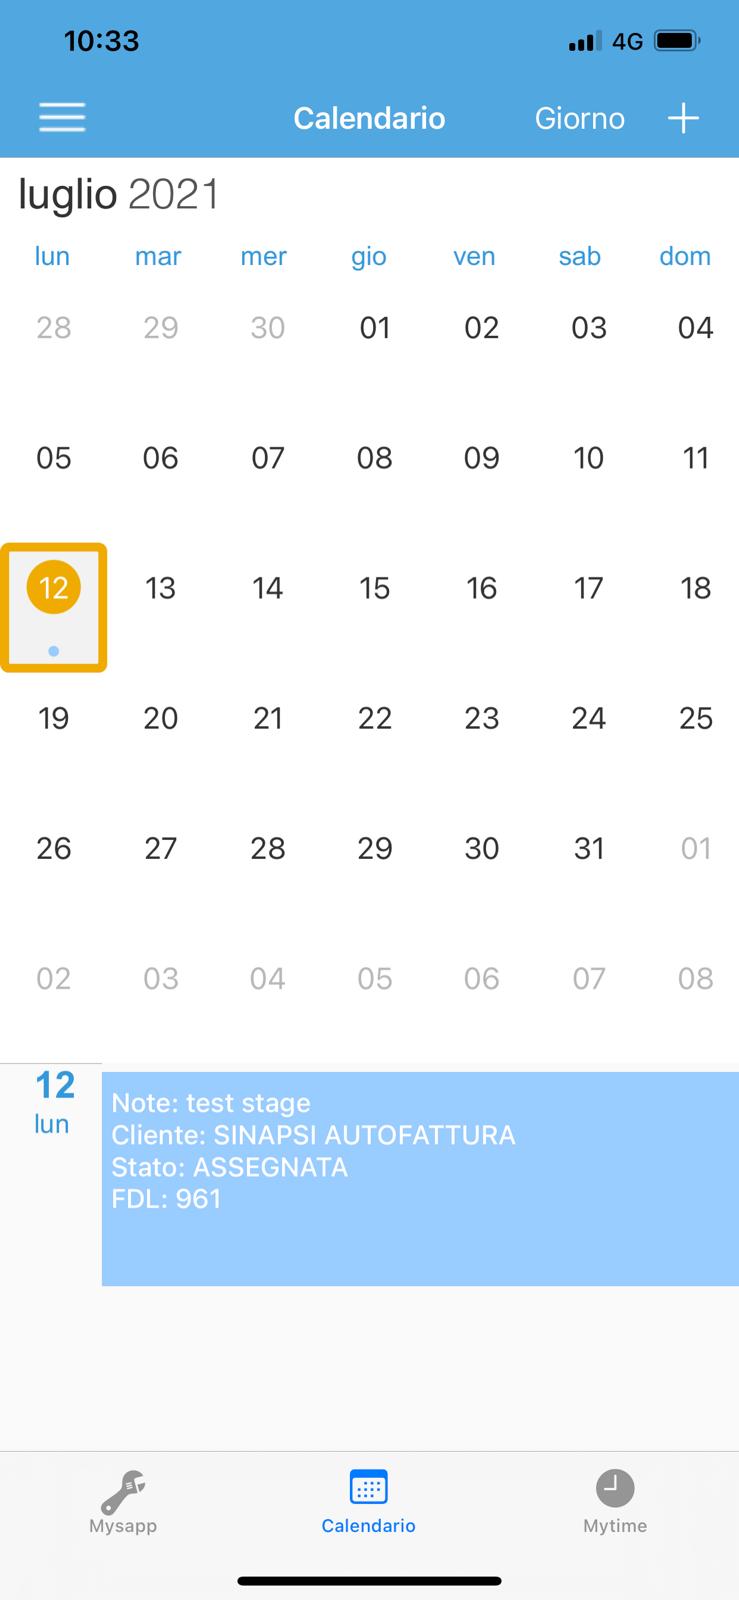 10:33 4G
Calendario Giorno
luglio 2021
lun mar mer gio ven sab dom
28 29 30 01 02 03 04
05 06 07 08 09 10 11
12 13 14 15 16 17 18
19 20 21 22 23 24 25
26 27 28 29 30 31 01
02 03 04 05 06 07 08
12
lun
Note: test stage
Cliente: SINAPSI AUTOFATTURA
Stato: ASSEGNATA
FDL: 961
Mysapp Calendario Mytime